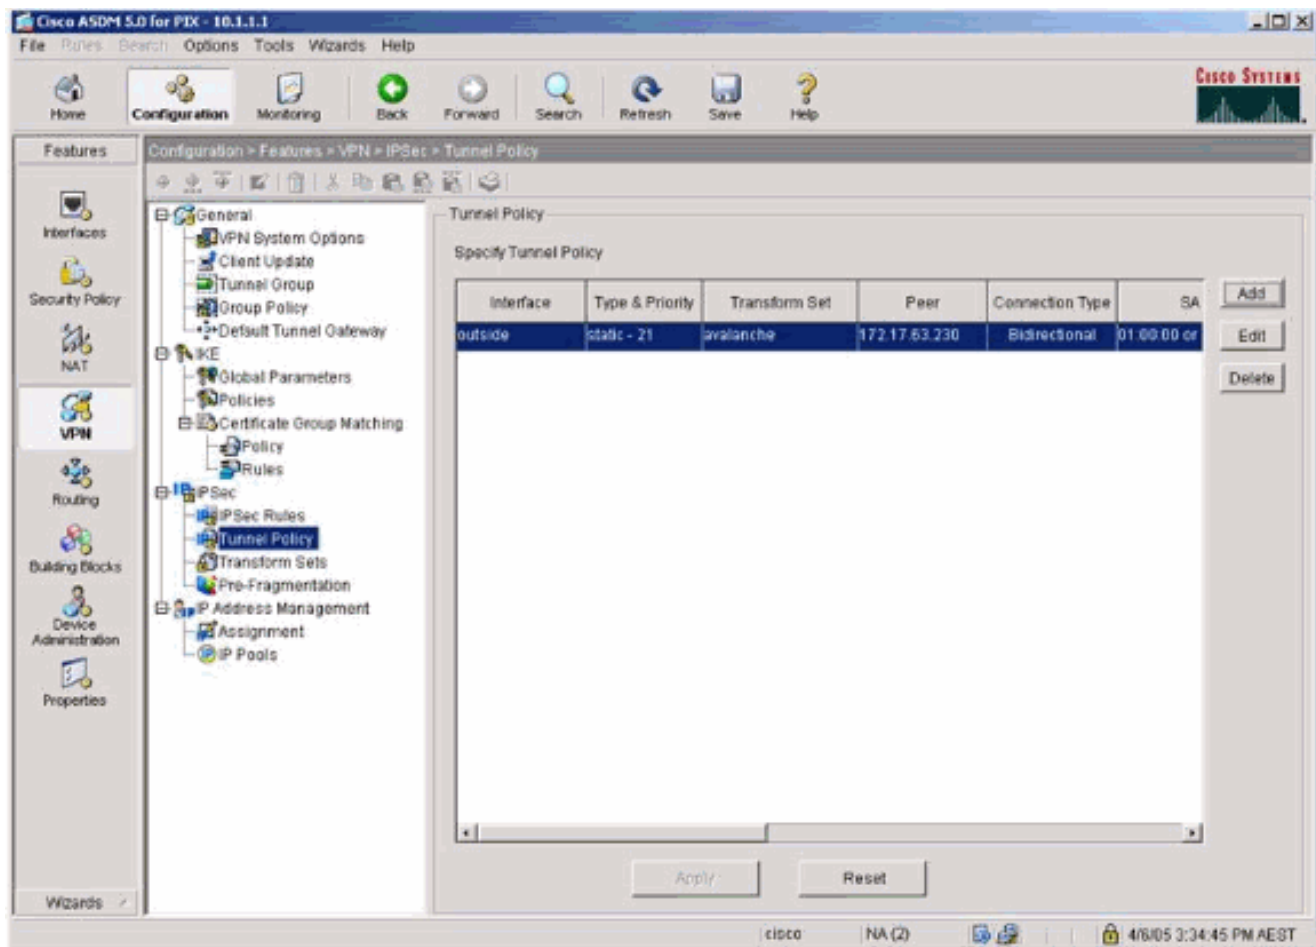 Cisco ASDM 5.0 for PIX - 10.1.1.1
File Rules Search Options Tools Wizards Help
Home Configuration Monitoring Back Forward Search Refresh Save Help
CISCO SYSTEMS
Features
Configuration > Features > VPN > IPSec > Tunnel Policy
Interfaces
Security Policy
NAT
VPN
Routing
Building Blocks
Device Administration
Properties
Wizards
General
VPN System Options
Client Update
Tunnel Group
Group Policy
Default Tunnel Gateway
IKE
Global Parameters
Policies
Certificate Group Matching
Policy
Rules
IPSec
IPSec Rules
Tunnel Policy
Transform Sets
Pre-Fragmentation
IP Address Management
Assignment
IP Pools
Tunnel Policy
Specify Tunnel Policy
Interface Type & Priority Transform Set Peer Connection Type SA
outside static - 21 avalanche 172.17.63.230 Bidirectional 01:00:00 or
Add
Edit
Delete
Apply Reset
cisco NA (2) 4/6/05 3:34:45 PM AEST